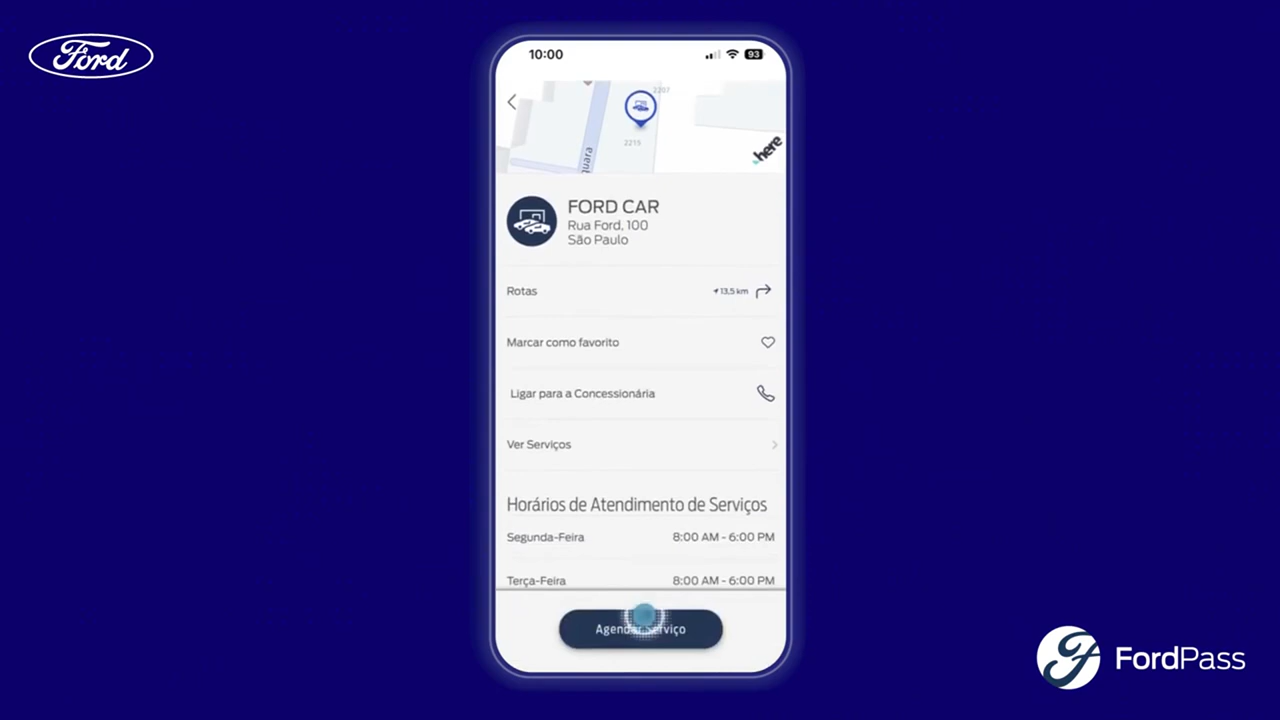 Ford
10:00
93
2207
2215
quara
here
FORD CAR
Rua Ford, 100
São Paulo
Rotas
13,5 km
Marcar como favorito
Ligar para a Concessionária
Ver Serviços
Horários de Atendimento de Serviços
Segunda-Feira 8:00 AM - 6:00 PM
Terça-Feira 8:00 AM - 6:00 PM
Agendar Serviço
FordPass